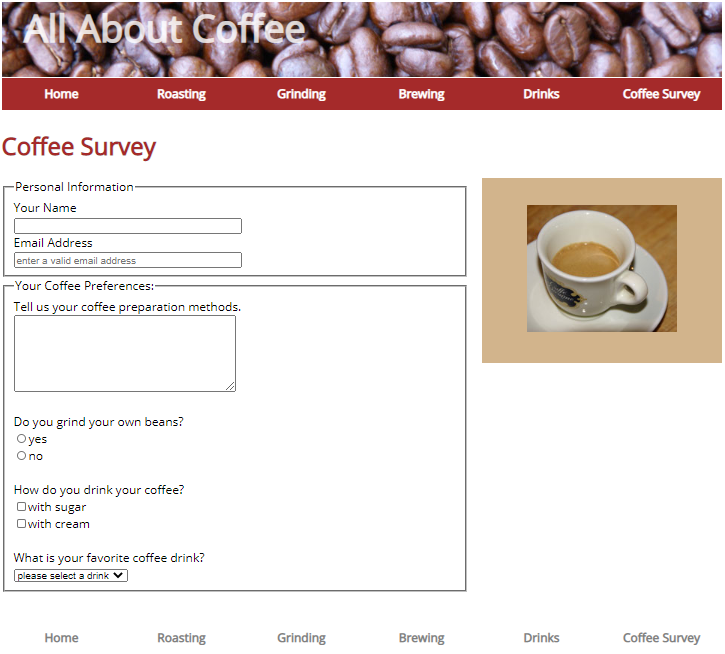 All About Coffee
Home Roasting Grinding Brewing Drinks Coffee Survey
Coffee Survey
Personal Information
Your Name
Email Address
enter a valid email address
Your Coffee Preferences:
Tell us your coffee preparation methods.
Do you grind your own beans?
yes
no
How do you drink your coffee?
with sugar
with cream
What is your favorite coffee drink?
please select a drink
Home Roasting Grinding Brewing Drinks Coffee Survey